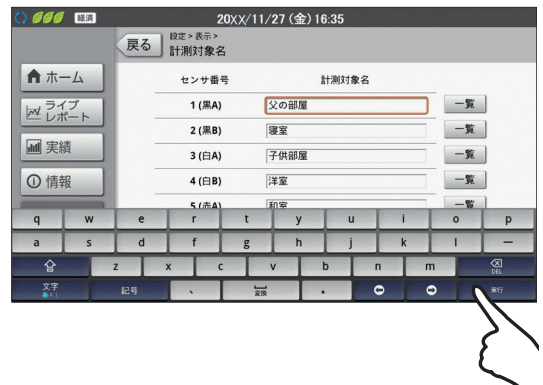 経済
20XX/11/27 (金) 16:35
戻る
設定 > 表示 >
計測対象名
ホーム
ライブ
レポート
実績
情報
センサ番号 計測対象名
1 (黒A) 父の部屋 一覧
2 (黒B) 寝室 一覧
3 (白A) 子供部屋 一覧
4 (白B) 洋室 一覧
5 (赤A) 和室 一覧
q w e r t y u i o p
a s d f g h j k l ー
z x c v b n m DEL
文字 記号 、 変換 . 実行
あA1